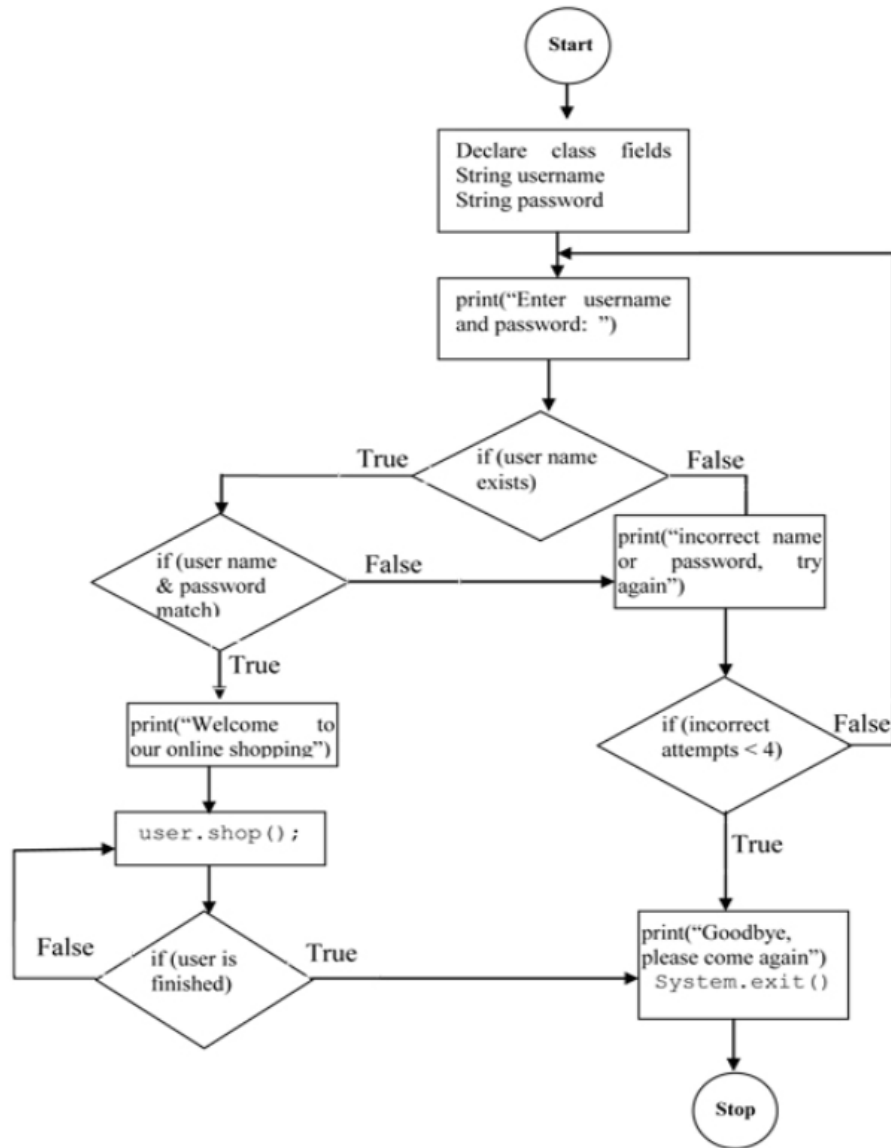 Start
Declare class fields
String username
String password
print(“Enter username
and password: ”)
if (user name
exists)
True
False
if (user name
& password
match)
False
True
print(“incorrect name
or password, try
again”)
print(“Welcome to
our online shopping”)
if (incorrect
attempts < 4)
False
True
user.shop();
if (user is
finished)
False
True
print(“Goodbye,
please come again”)
System.exit()
Stop